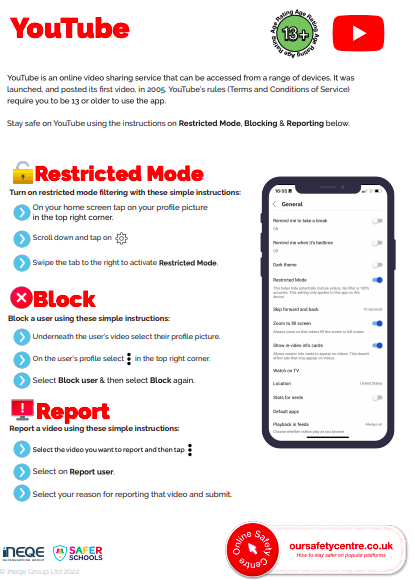 YouTube
Age Rating Age Rating Age Rating Age Rating
13+
YouTube is an online video sharing service that can be accessed from a range of devices. It was
launched, and posted its first video, in 2005. YouTube's rules (Terms and Conditions of Service)
require you to be 13 or older to use the app.
Stay safe on YouTube using the instructions on Restricted Mode, Blocking & Reporting below.
Restricted Mode
Turn on restricted mode filtering with these simple instructions:
On your home screen tap on your profile picture
in the top right corner.
Scroll down and tap on
Swipe the tab to the right to activate Restricted Mode.
Block
Block a user using these simple instructions:
Underneath the user's video select their profile picture.
On the user's profile select
in the top right corner.
Select Block user & then select Block again.
Report
Report a video using these simple instructions:
Select the video you want to report and then tap
Select on Report user.
Select your reason for reporting that video and submit.
16:05
General
Remind me to take a break
Off
Remind me when it's bedtime
Off
Dark theme
Restricted Mode
This helps hide potentially mature videos. No filter is 100%
accurate. This setting only applies to this app on this
device
Skip forward and back
10 seconds
Zoom to fill screen
Always zoom so that videos fill the screen in full screen
Show in-video info cards
Allows creator info cards to appear on videos. This doesn't
affect ads that may appear on videos.
Watch on TV
Location
United States
Stats for nerds
Default apps
Playback in feeds
Always on
Choose whether videos play as you browse
iNEQE
SAFEGUARDING GROUP
SAFER
SCHOOLS
© Ineqe Group Ltd 2022
Online Safety
Centre
oursafetycentre.co.uk
How to stay safer on popular platforms